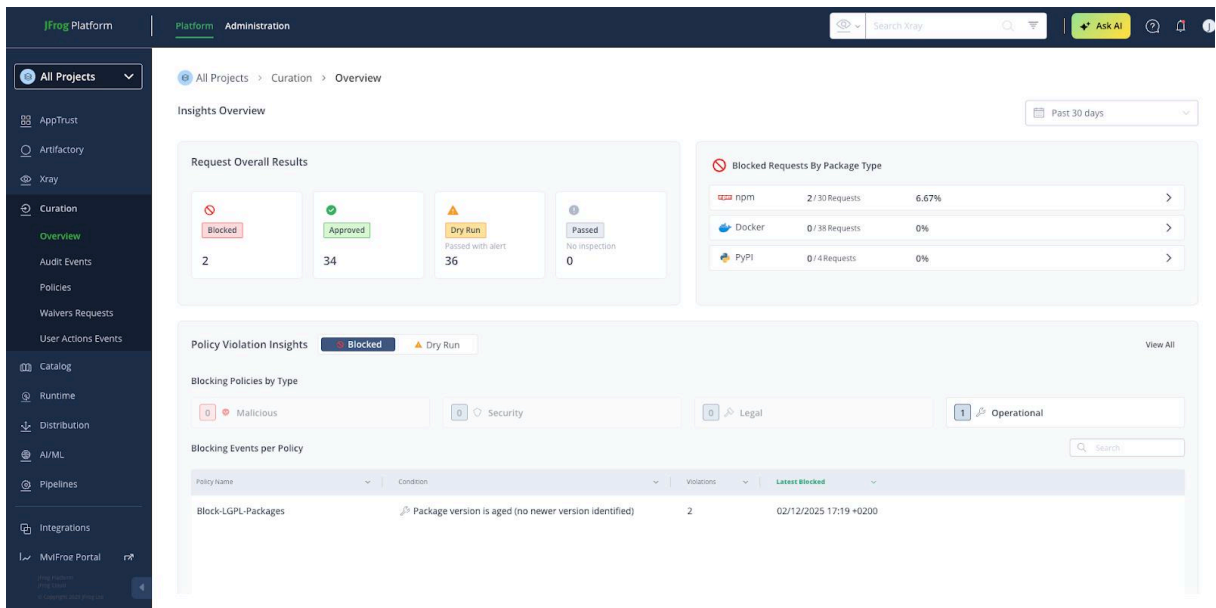 JFrog Platform
Platform Administration
Search Xray
Ask AI
All Projects
All Projects > Curation > Overview
Insights Overview
Past 30 days
AppTrust
Artifactory
Xray
Curation
Overview
Audit Events
Policies
Waivers Requests
User Actions Events
Catalog
Runtime
Distribution
AI/ML
Pipelines
Integrations
MyJFrog Portal
Request Overall Results
Blocked
2
Approved
34
Dry Run
Passed with alert
36
Passed
No inspection
0
Blocked Requests By Package Type
npm 2 / 30 Requests 6.67%
Docker 0 / 38 Requests 0%
PyPI 0 / 4 Requests 0%
Policy Violation Insights Blocked Dry Run View All
Blocking Policies by Type
0 Malicious 0 Security 0 Legal 1 Operational
Blocking Events per Policy Search
Policy Name Condition Violations Latest Blocked
Block-LGPL-Packages Package version is aged (no newer version identified) 2 02/12/2025 17:19 +0200